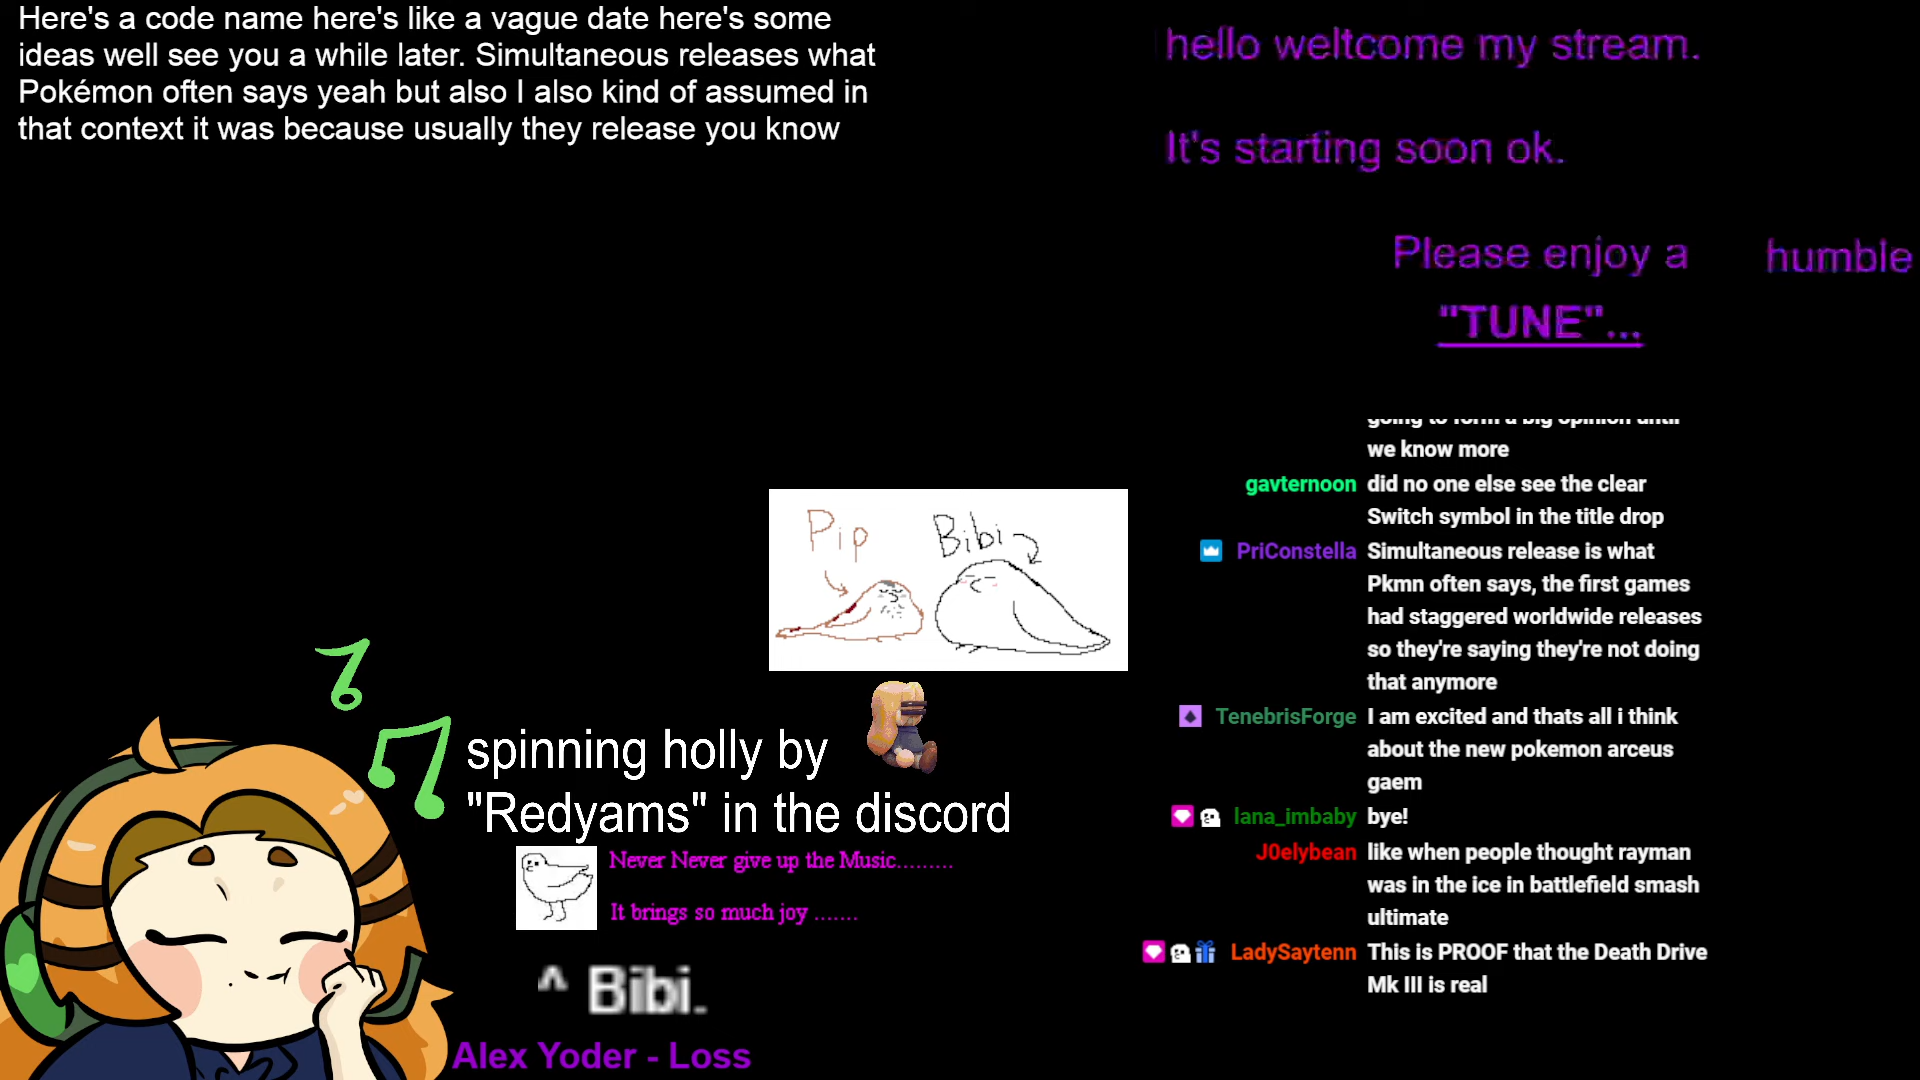 Here's a code name here's like a vague date here's some
ideas well see you a while later. Simultaneous releases what
Pokémon often says yeah but also I also kind of assumed in
that context it was because usually they release you know
hello weltcome my stream.
It's starting soon ok.
Please enjoy a humble
"TUNE"...
going to form a big opinion until
we know more
gavternoon did no one else see the clear
Switch symbol in the title drop
PriConstella Simultaneous release is what
Pkmn often says, the first games
had staggered worldwide releases
so they're saying they're not doing
that anymore
TenebrisForge I am excited and thats all i think
about the new pokemon arceus
gaem
lana_imbaby bye!
J0elybean like when people thought rayman
was in the ice in battlefield smash
ultimate
LadySaytenn This is PROOF that the Death Drive
Mk III is real
Pip Bibi
spinning holly by
"Redyams" in the discord
Never Never give up the Music.........
It brings so much joy .......
^ Bibi.
Alex Yoder - Loss